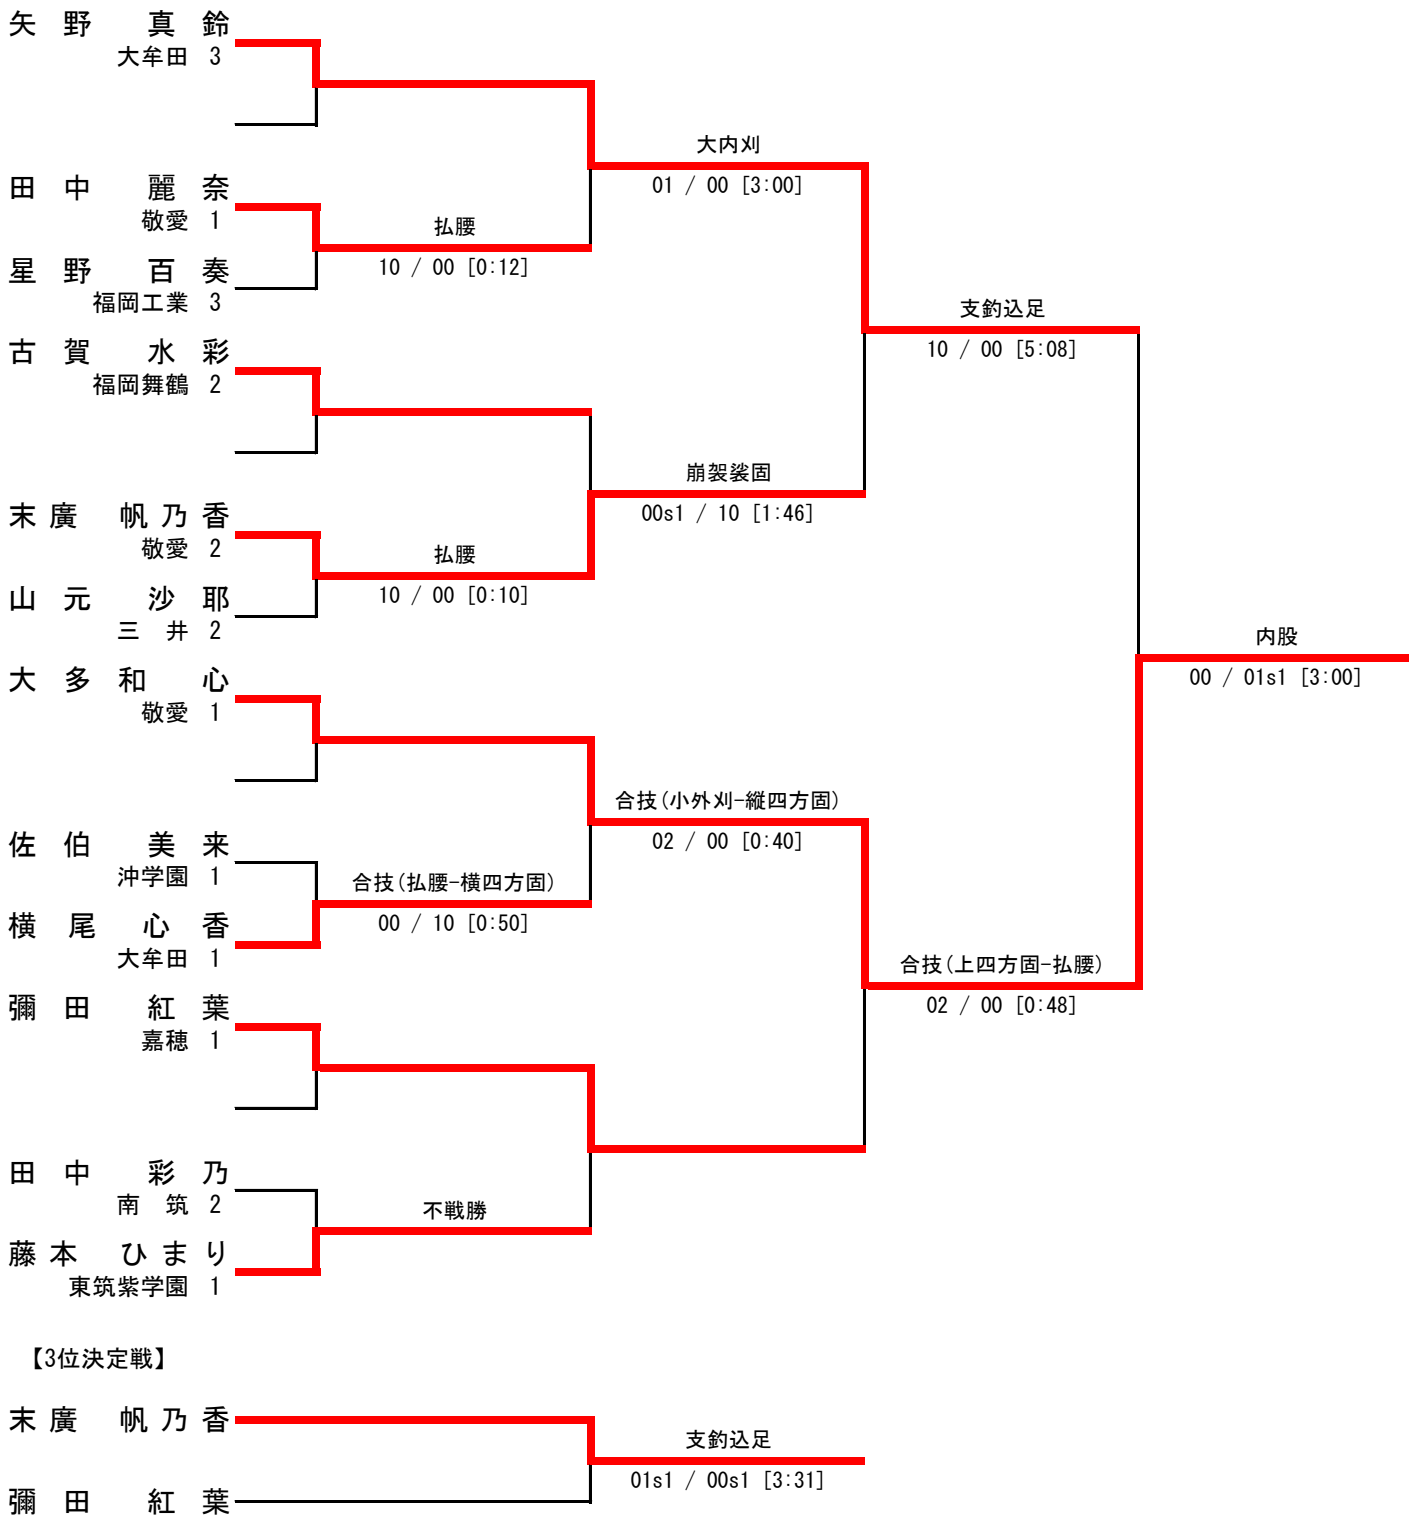 矢野 真鈴
大牟田 3
大内刈
01 / 00 [3:00]
田中 麗奈
敬愛 1
払腰
10 / 00 [0:12]
星野 百奏
福岡工業 3
支釣込足
10 / 00 [5:08]
古賀 水彩
福岡舞鶴 2
崩袈裟固
00s1 / 10 [1:46]
末廣 帆乃香
敬愛 2
払腰
10 / 00 [0:10]
山元 沙耶
三井 2
内股
00 / 01s1 [3:00]
大多和 心
敬愛 1
合技(小外刈-縦四方固)
02 / 00 [0:40]
佐伯 美来
沖学園 1
合技(払腰-横四方固)
00 / 10 [0:50]
横尾 心香
大牟田 1
合技(上四方固-払腰)
02 / 00 [0:48]
彌田 紅葉
嘉穂 1
田中 彩乃
南筑 2
不戦勝
藤本 ひまり
東筑紫学園 1
【3位決定戦】
末廣 帆乃香
支釣込足
01s1 / 00s1 [3:31]
彌田 紅葉